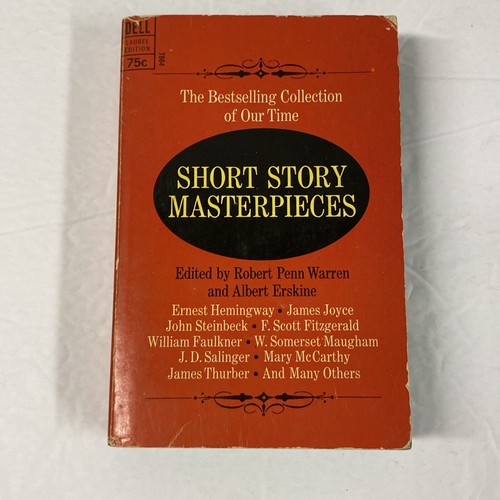 DELL
LAUREL
EDITION
75c
7864
The Bestselling Collection
of Our Time
SHORT STORY
MASTERPIECES
Edited by Robert Penn Warren
and Albert Erskine
Ernest Hemingway • James Joyce
John Steinbeck • F. Scott Fitzgerald
William Faulkner • W. Somerset Maugham
J. D. Salinger • Mary McCarthy
James Thurber • And Many Others